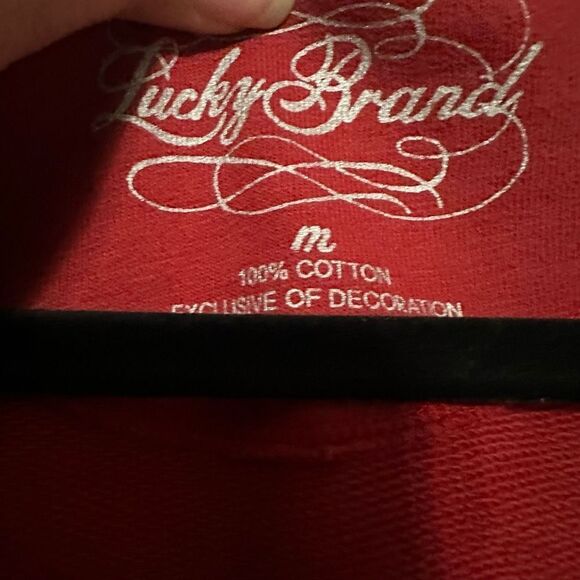 Lucky Brand
m
100% COTTON
EXCLUSIVE OF DECORATION